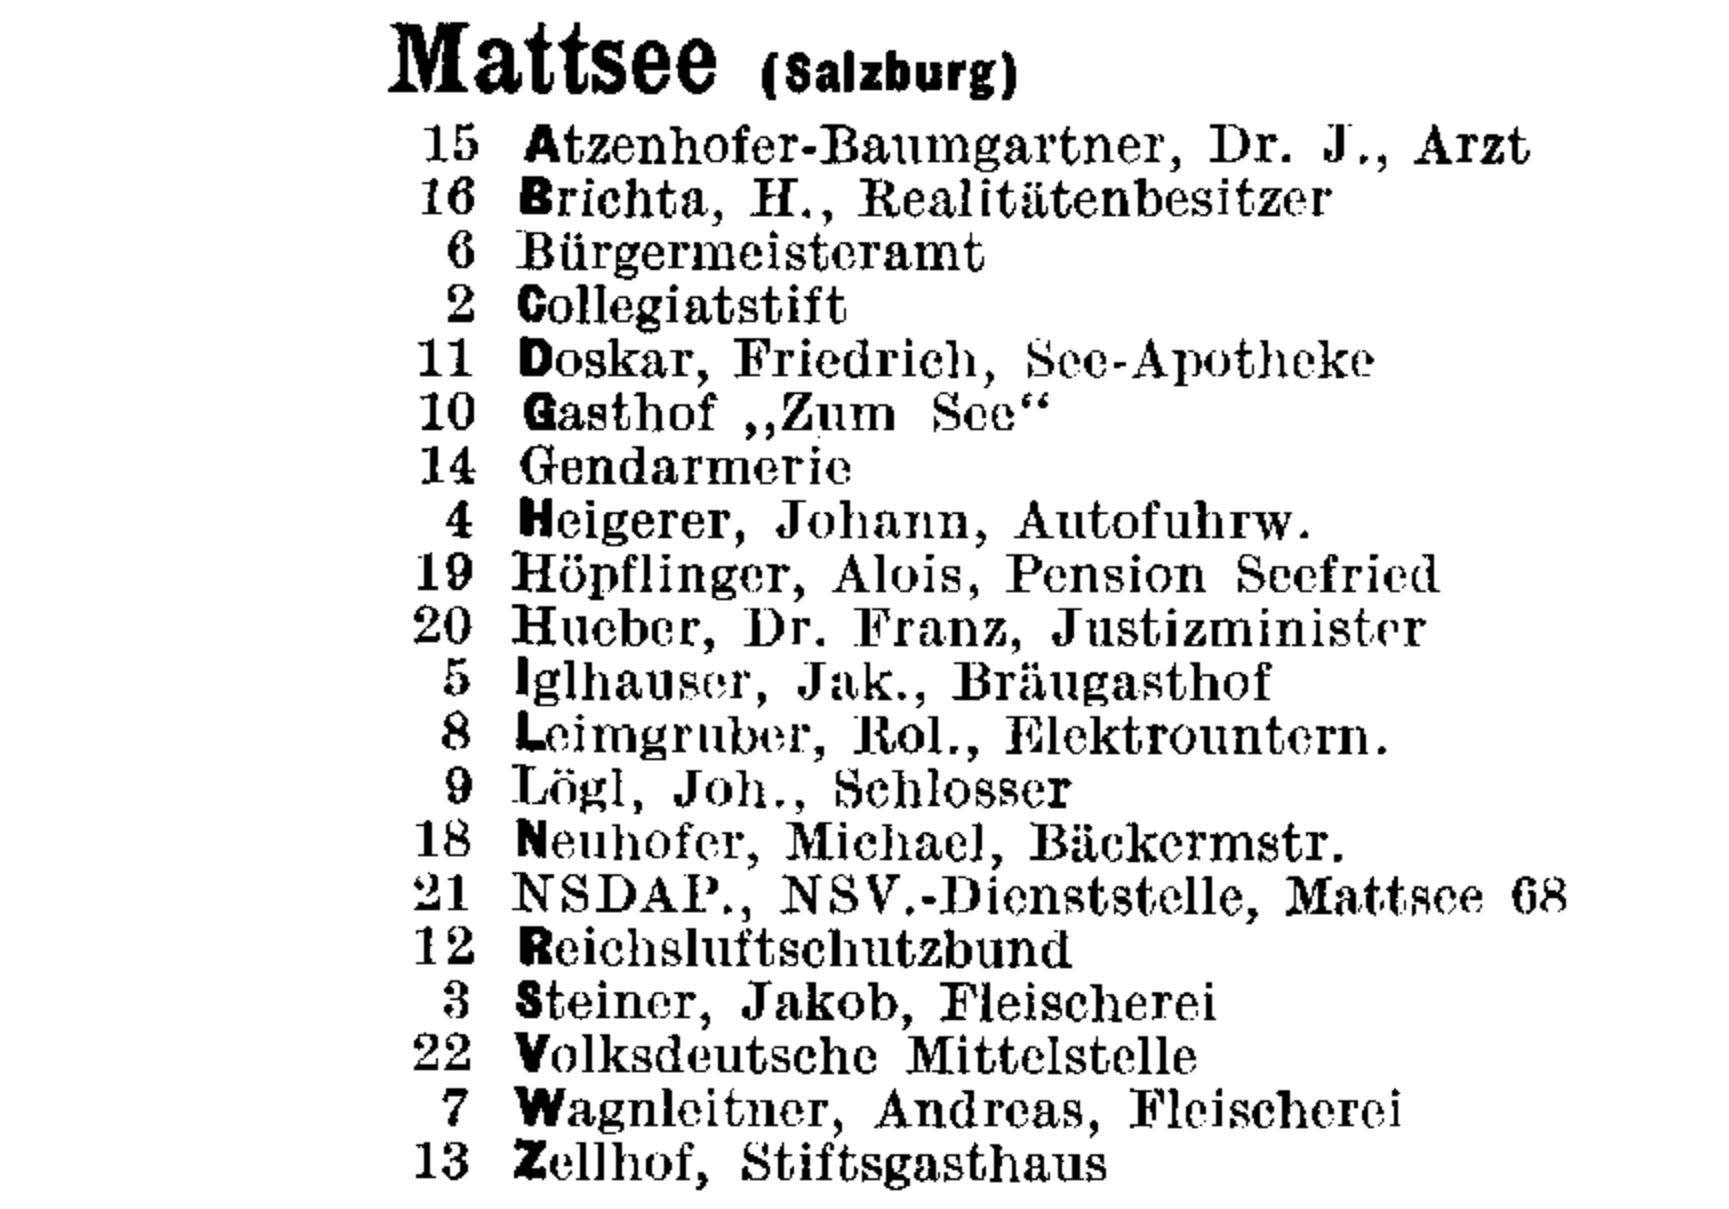 Mattsee (Salzburg)
15 Atzenhofer-Baumgartner, Dr. J., Arzt
16 Brichta, H., Realitätenbesitzer
6 Bürgermeisteramt
2 Collegiatstift
11 Doskar, Friedrich, See-Apotheke
10 Gasthof „Zum See“
14 Gendarmerie
4 Heigerer, Johann, Autofuhrw.
19 Höpflinger, Alois, Pension Seefried
20 Hueber, Dr. Franz, Justizminister
5 Iglhauser, Jak., Bräugasthof
8 Leimgruber, Rol., Elektrountern.
9 Lögl, Joh., Schlosser
18 Neuhofer, Michael, Bäckermstr.
21 NSDAP., NSV.-Dienststelle, Mattsee 68
12 Reichsluftschutzbund
3 Steiner, Jakob, Fleischerei
22 Volksdeutsche Mittelstelle
7 Wagnleitner, Andreas, Fleischerei
13 Zellhof, Stiftsgasthaus